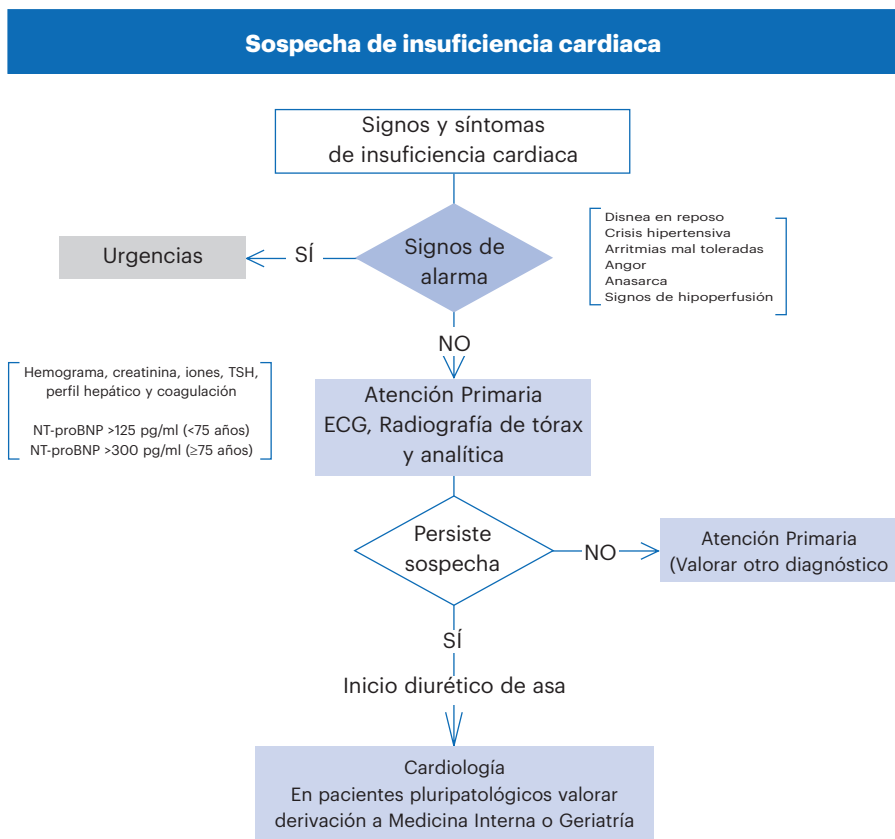 Sospecha de insuficiencia cardiaca
Signos y síntomas
de insuficiencia cardiaca
Signos de
alarma
SÍ
Urgencias
Disnea en reposo
Crisis hipertensiva
Arritmias mal toleradas
Angor
Anasarca
Signos de hipoperfusión
NO
Hemograma, creatinina, iones, TSH,
perfil hepático y coagulación
NT-proBNP >125 pg/ml (<75 años)
NT-proBNP >300 pg/ml (≥75 años)
Atención Primaria
ECG, Radiografía de tórax
y analítica
Persiste
sospecha
NO
Atención Primaria
(Valorar otro diagnóstico
SÍ
Inicio diurético de asa
Cardiología
En pacientes pluripatológicos valorar
derivación a Medicina Interna o Geriatría